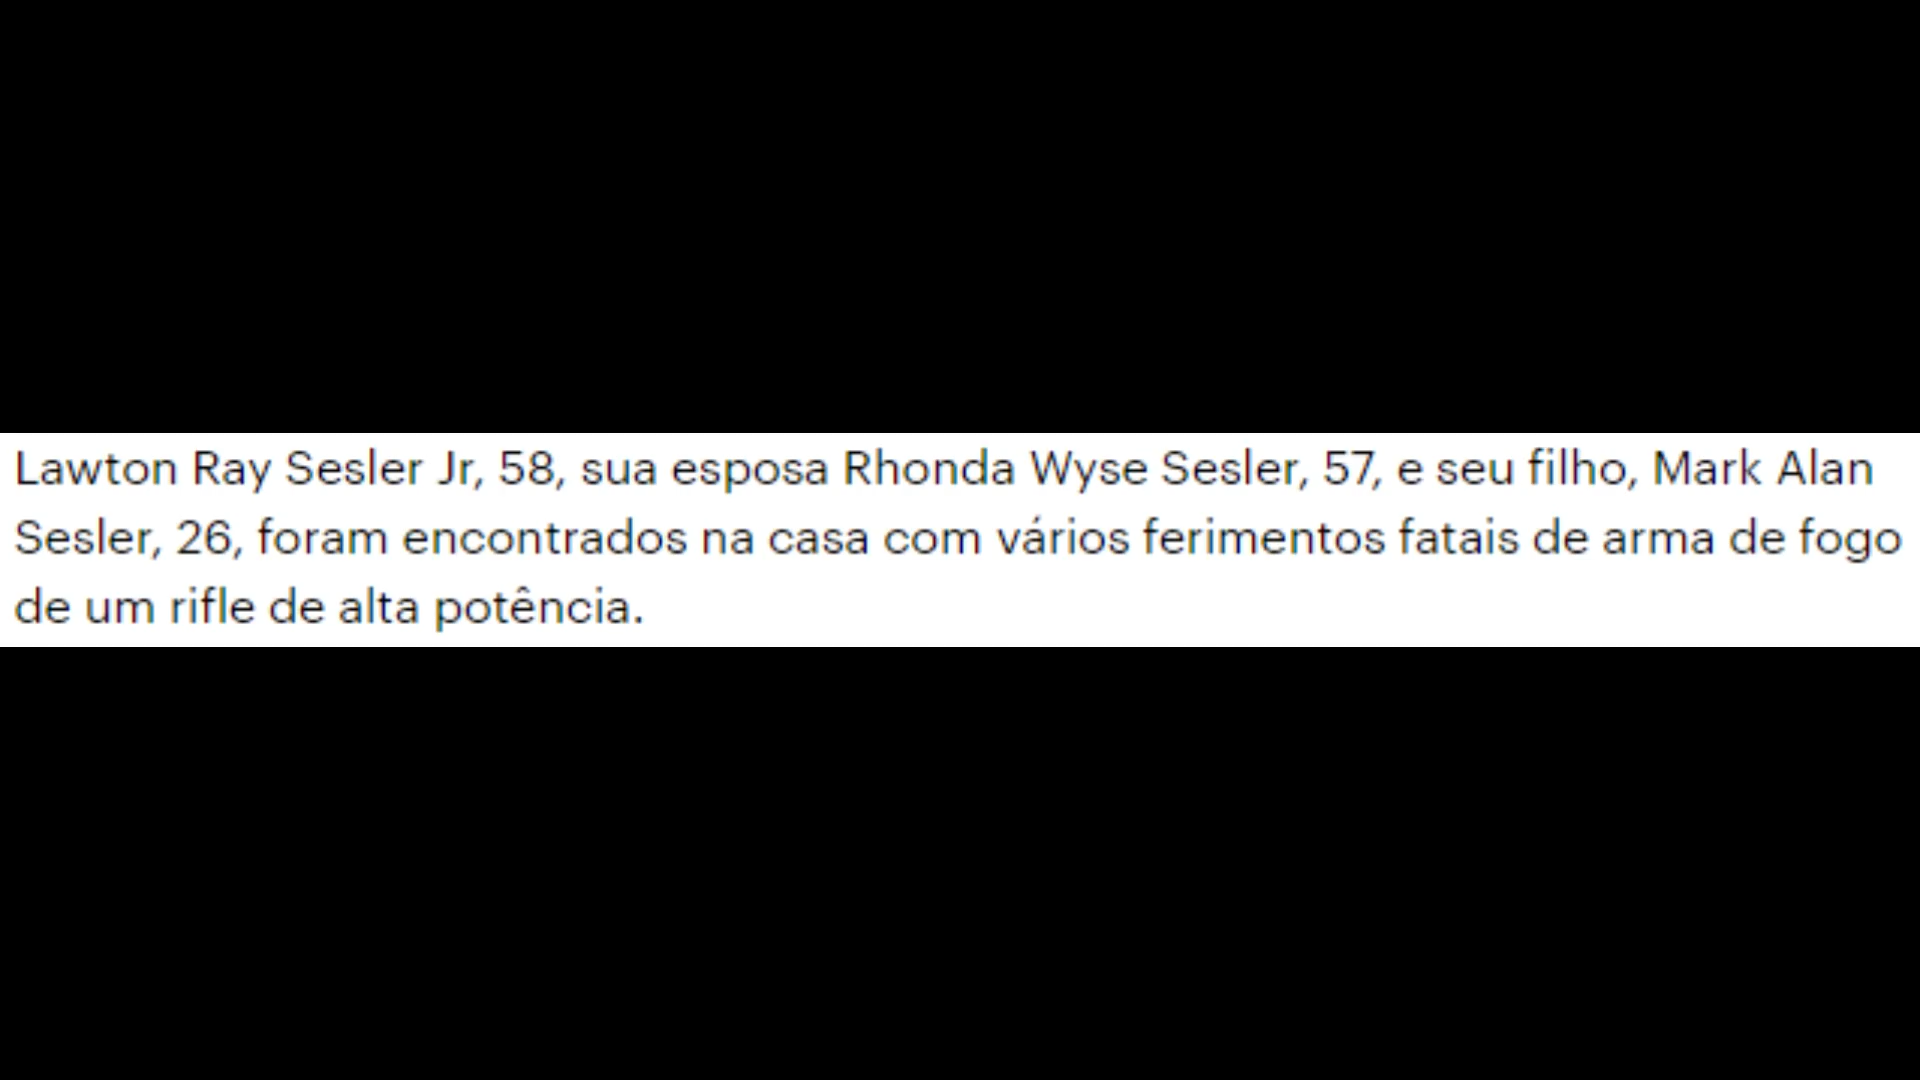 Lawton Ray Sesler Jr, 58, sua esposa Rhonda Wyse Sesler, 57, e seu filho, Mark Alan
Sesler, 26, foram encontrados na casa com vários ferimentos fatais de arma de fogo
de um rifle de alta potência.